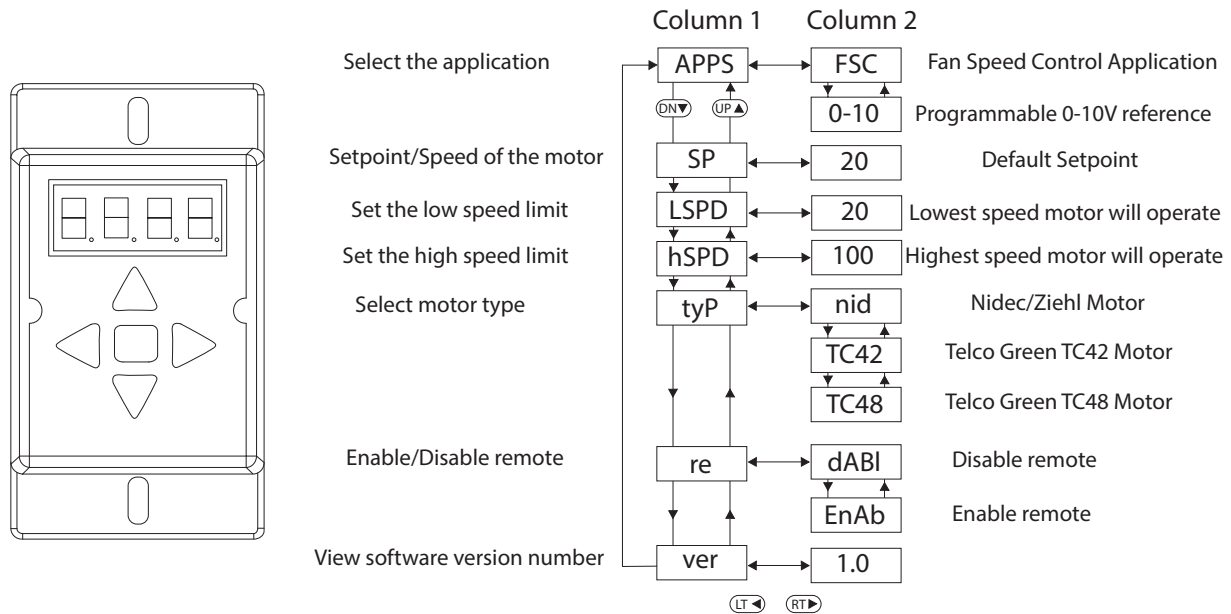 Column 1 Column 2
Select the application APPS FSC Fan Speed Control Application
DN▼ UP▲ 0-10 Programmable 0-10V reference
Setpoint/Speed of the motor SP 20 Default Setpoint
Set the low speed limit LSPD 20 Lowest speed motor will operate
Set the high speed limit hSPD 100 Highest speed motor will operate
Select motor type tyP nid Nidec/Ziehl Motor
TC42 Telco Green TC42 Motor
TC48 Telco Green TC48 Motor
Enable/Disable remote re dABl Disable remote
EnAb Enable remote
View software version number ver 1.0
LT◄ RT►